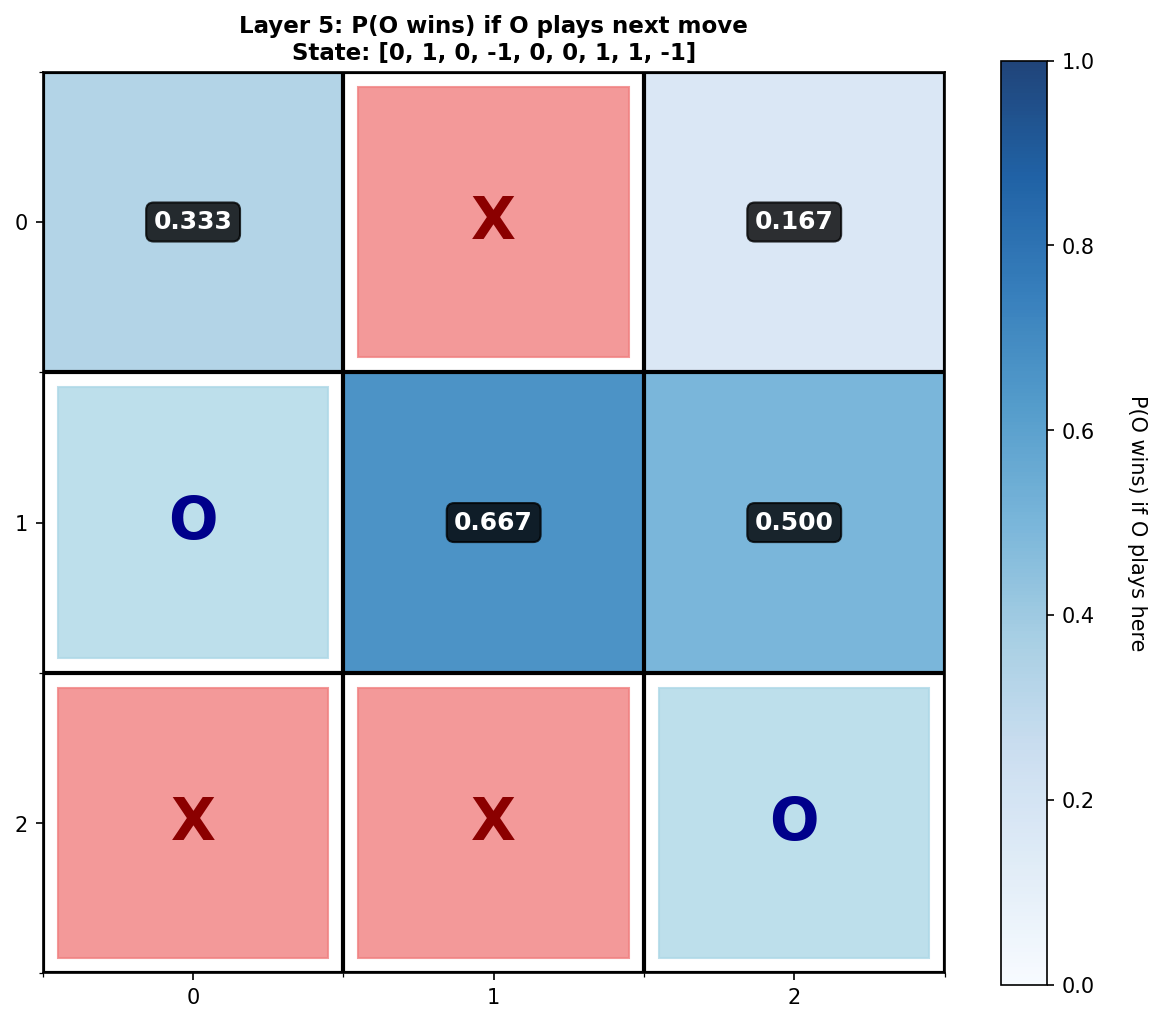 Layer 5: P(O wins) if O plays next move
State: [0, 1, 0, -1, 0, 0, 1, 1, -1]
0
0.333
X
0.167
1
O
0.667
0.500
2
X
X
O
0
1
2
1.0
0.8
0.6
0.4
0.2
0.0
P(O wins) if O plays here